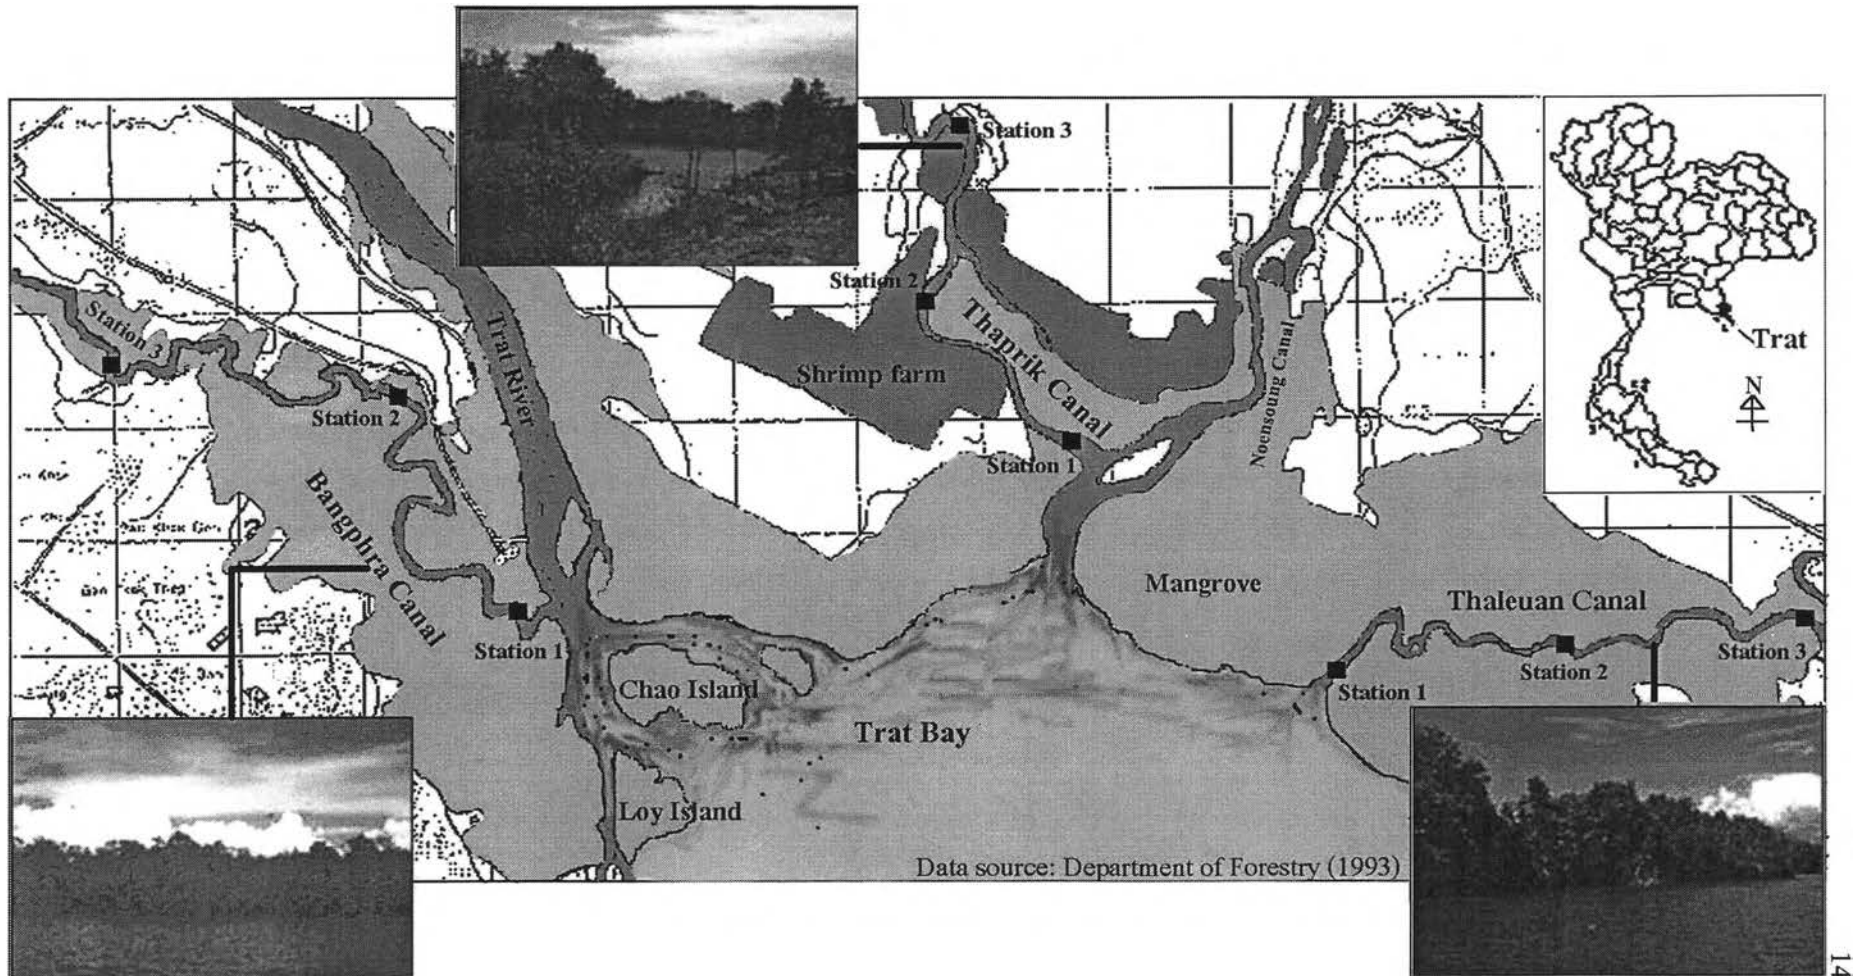 Station 3
Station 2
Thaprik Canal
Shrimp farm
Station 1
Noensoung Canal
Trat River
Station 3
Station 2
Bangphra Canal
Station 1
Chao Island
Loy Island
Trat Bay
Mangrove
Thaleuan Canal
Station 1
Station 2
Station 3
Trat
N
Data source: Department of Forestry (1993)
14